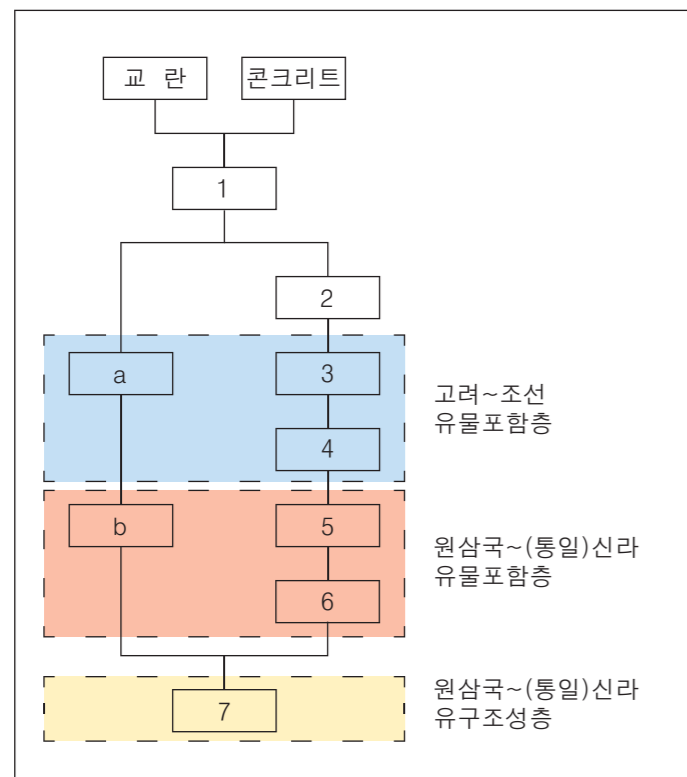 교 란
콘크리트
1
2
a
3
고려~조선
유물포함층
4
b
5
원삼국~(통일)신라
유물포함층
6
7
원삼국~(통일)신라
유구조성층